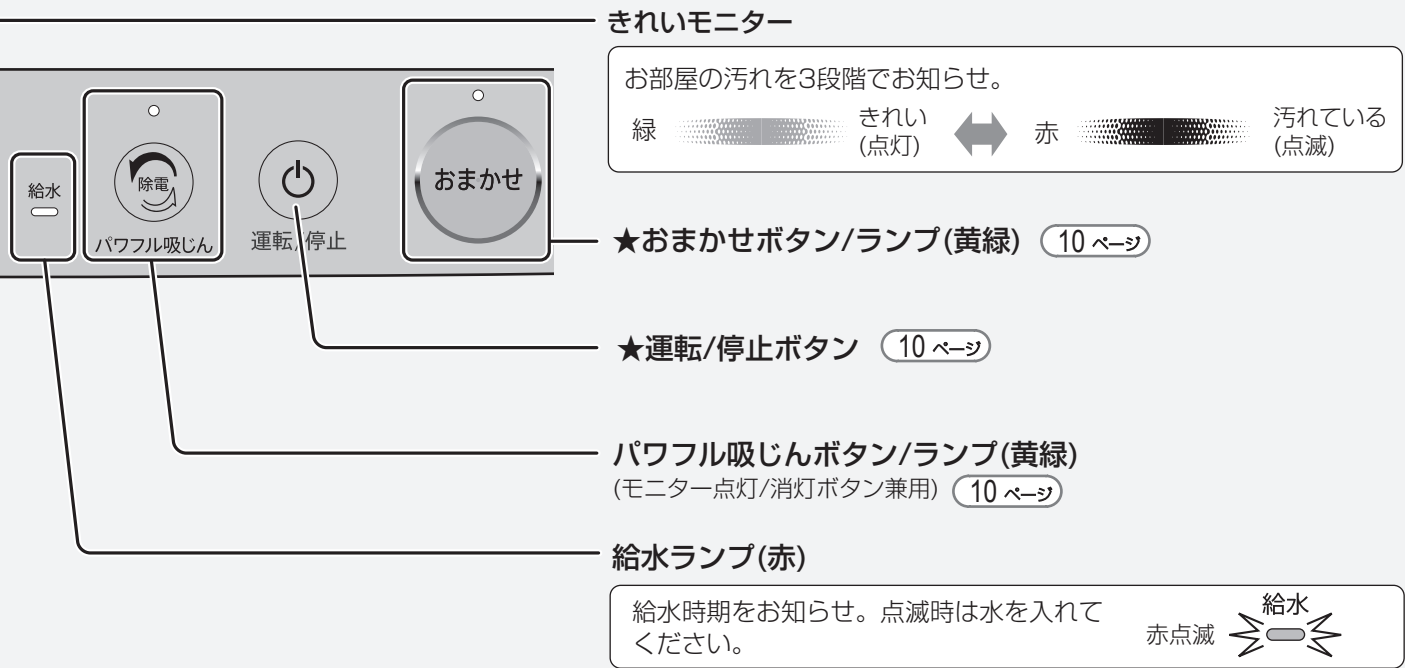 きれいモニター
お部屋の汚れを3段階でお知らせ。
緑
きれい
(点灯)
赤
汚れている
(点滅)
給水
除電
パワフル吸じん
運転/停止
おまかせ
★おまかせボタン/ランプ(黄緑) 10 ページ
★運転/停止ボタン 10 ページ
パワフル吸じんボタン/ランプ(黄緑)
(モニター点灯/消灯ボタン兼用) 10 ページ
給水ランプ(赤)
給水時期をお知らせ。点滅時は水を入れて
ください。
赤点滅
給水